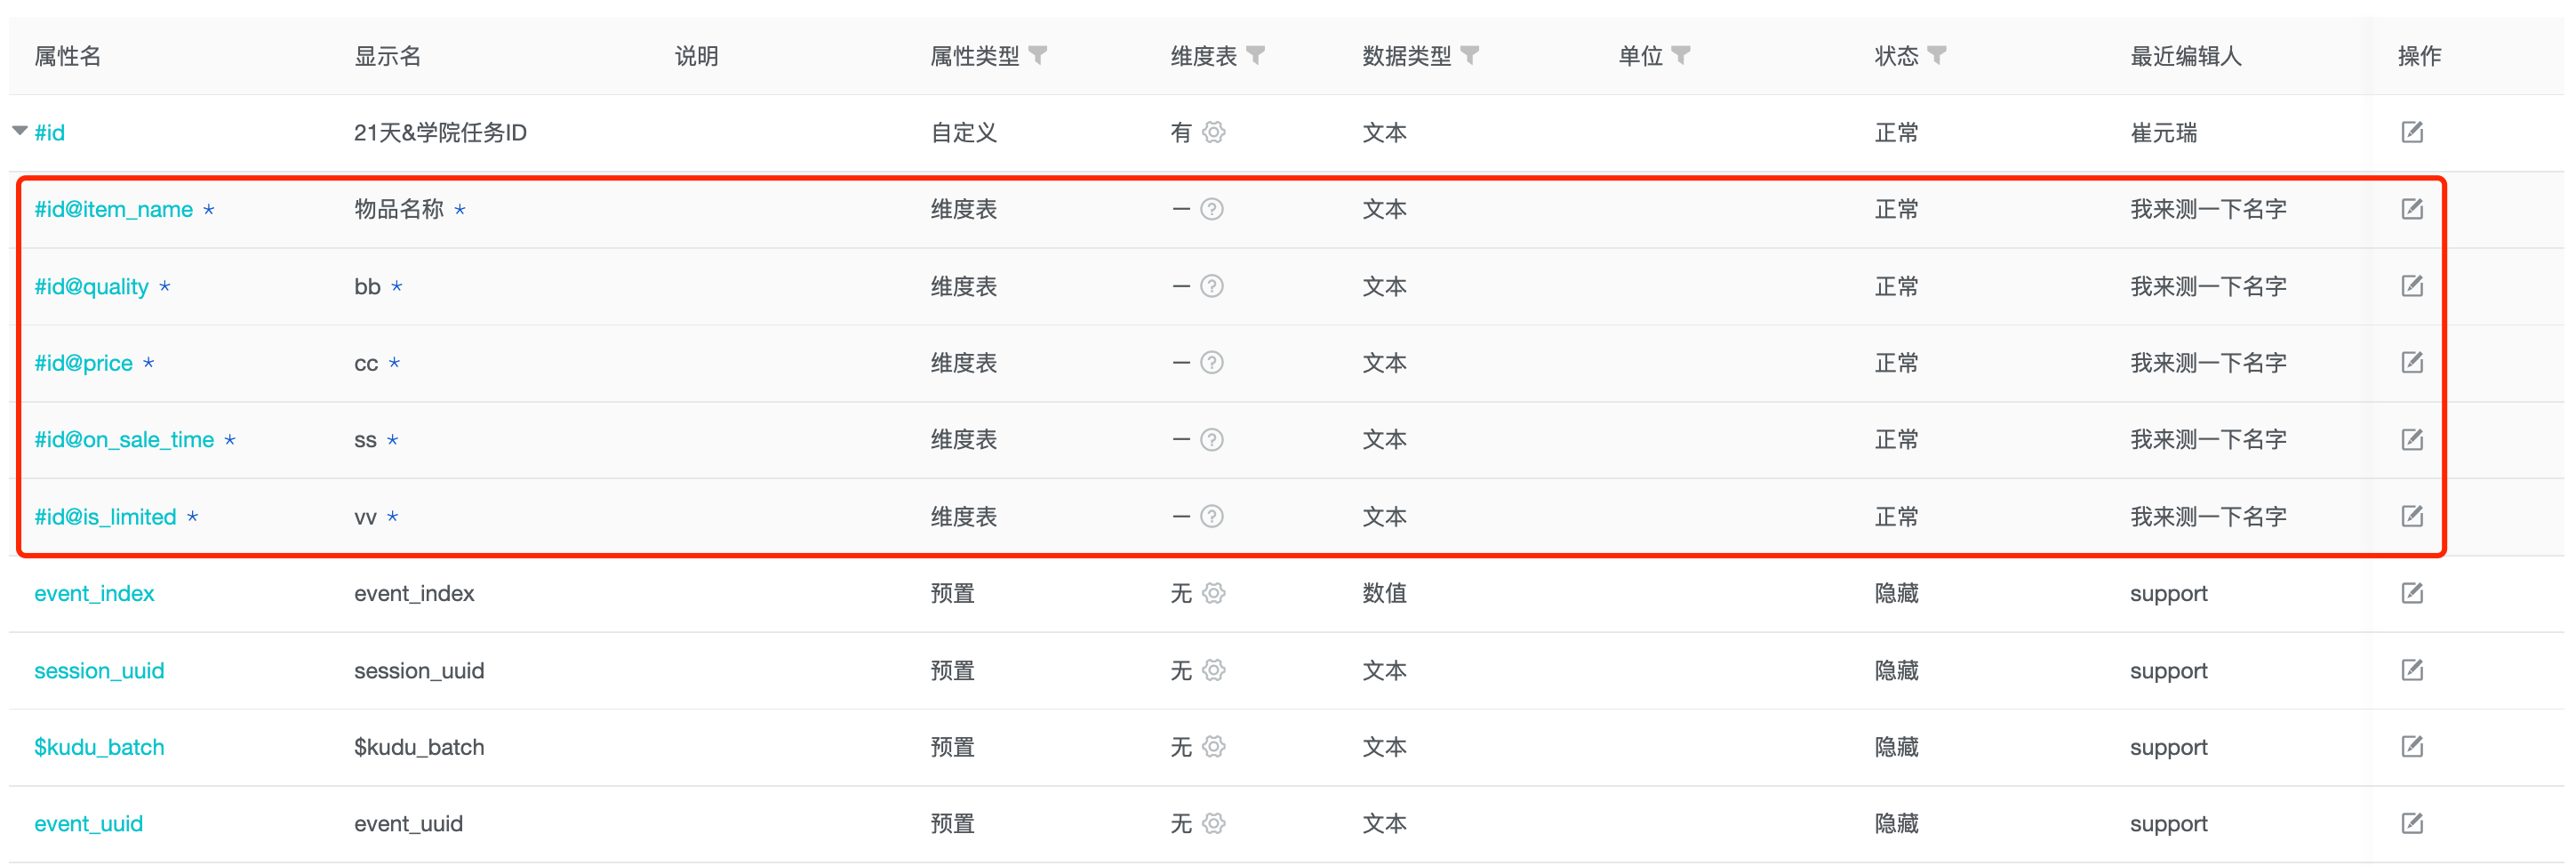 属性名 显示名 说明 属性类型 维度表 数据类型 单位 状态 最近编辑人 操作
#id 21天&学院任务ID 自定义 有 文本 正常 崔元瑞
#id@item_name * 物品名称 * 维度表 — ? 文本 正常 我来测一下名字
#id@quality * bb * 维度表 — ? 文本 正常 我来测一下名字
#id@price * cc * 维度表 — ? 文本 正常 我来测一下名字
#id@on_sale_time * ss * 维度表 — ? 文本 正常 我来测一下名字
#id@is_limited * vv * 维度表 — ? 文本 正常 我来测一下名字
event_index event_index 预置 无 数值 隐藏 support
session_uuid session_uuid 预置 无 文本 隐藏 support
$kudu_batch $kudu_batch 预置 无 文本 隐藏 support
event_uuid event_uuid 预置 无 文本 隐藏 support